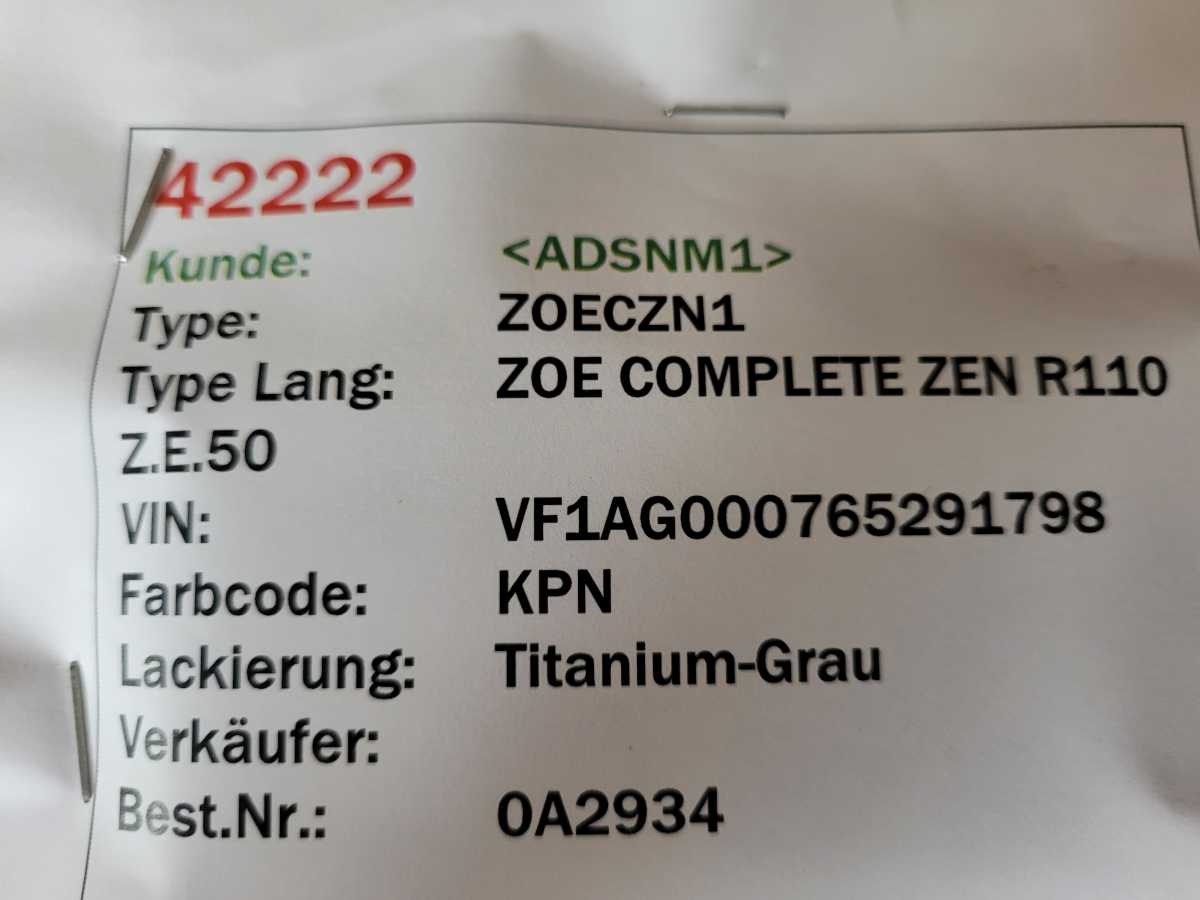 42222
Kunde: <ADSNM1>
Type: ZOECZN1
Type Lang: ZOE COMPLETE ZEN R110
Z.E.50
VIN: VF1AG000765291798
Farbcode: KPN
Lackierung: Titanium-Grau
Verkäufer:
Best.Nr.: 0A2934